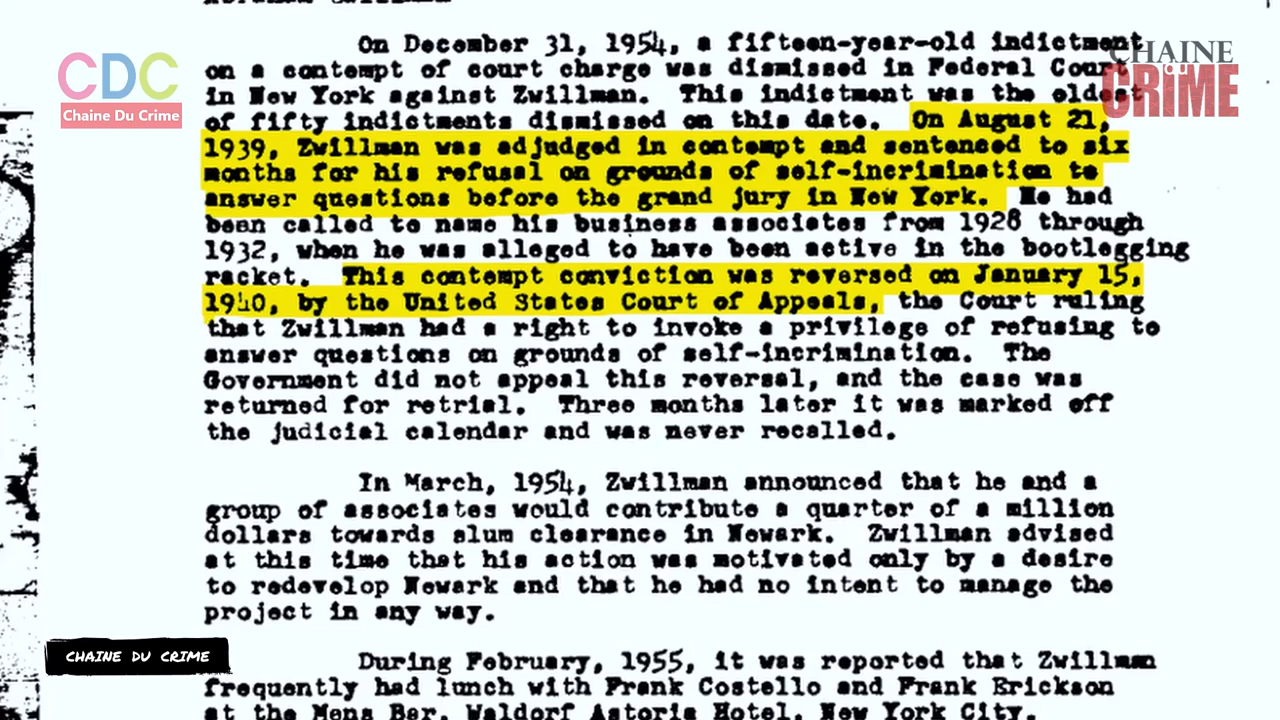 On December 31, 1954, a fifteen-year-old indictment
on a contempt of court charge was dismissed in Federal Court
in New York against Zwillman. This indictment was the oldest
of fifty indictments dismissed on this date. On August 21,
1939, Zwillman was adjudged in contempt and sentenced to six
months for his refusal on grounds of self-incrimination to
answer questions before the grand jury in New York. He had
been called to name his business associates from 1928 through
1932, when he was alleged to have been active in the bootlegging
racket. This contempt conviction was reversed on January 15,
1940, by the United States Court of Appeals, the Court ruling
that Zwillman had a right to invoke a privilege of refusing to
answer questions on grounds of self-incrimination. The
Government did not appeal this reversal, and the case was
returned for retrial. Three months later it was marked off
the judicial calendar and was never recalled.
In March, 1954, Zwillman announced that he and a
group of associates would contribute a quarter of a million
dollars towards slum clearance in Newark. Zwillman advised
at this time that his action was motivated only by a desire
to redevelop Newark and that he had no intent to manage the
project in any way.
During February, 1955, it was reported that Zwillman
frequently had lunch with Frank Costello and Frank Erickson
at the Mens Bar, Waldorf Astoria Hotel, New York City.
CDC
Chaine Du Crime
CHAINE
du
CRIME
CHAINE DU CRIME